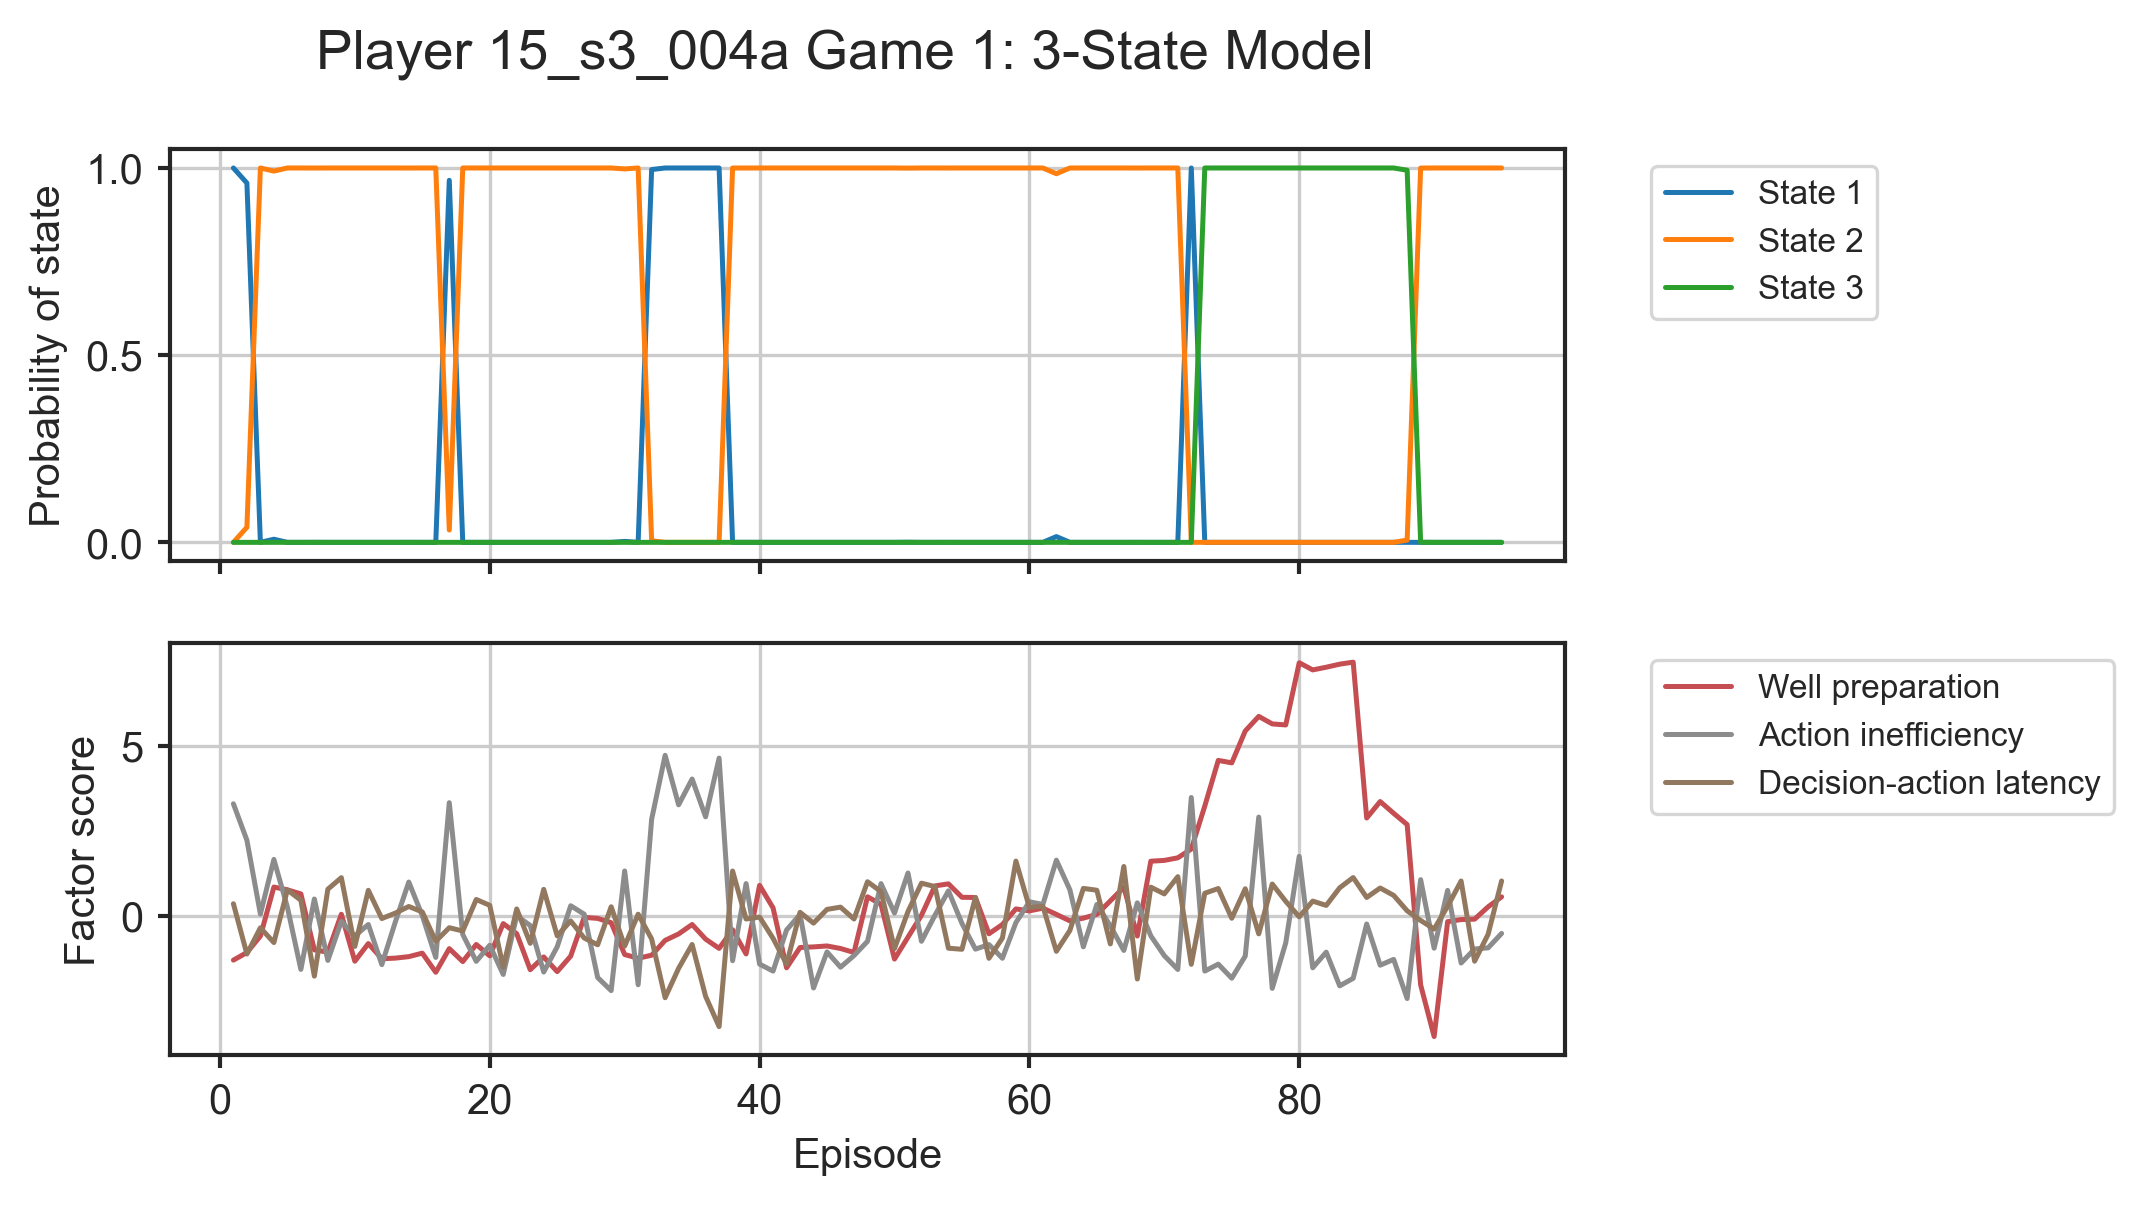 Player 15_s3_004a Game 1: 3-State Model
Probability of state
1.0
0.5
0.0
State 1
State 2
State 3
Factor score
5
0
Well preparation
Action inefficiency
Decision-action latency
0 20 40 60 80
Episode